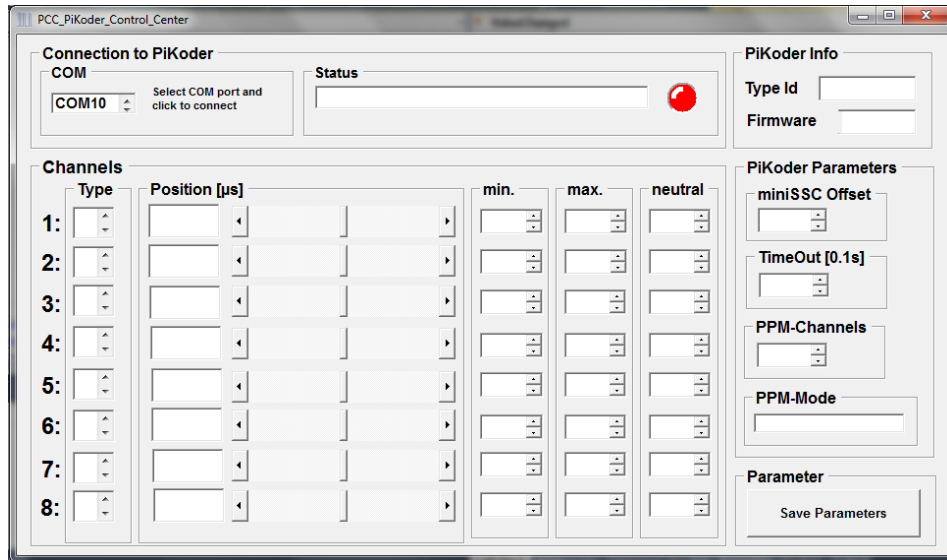 PCC_PiKoder_Control_Center
Connection to PiKoder
COM
COM10
Select COM port and
click to connect
Status
PiKoder Info
Type Id
Firmware
Channels
Type
Position [µs]
min.
max.
neutral
1:
2:
3:
4:
5:
6:
7:
8:
PiKoder Parameters
miniSSC Offset
TimeOut [0.1s]
PPM-Channels
PPM-Mode
Parameter
Save Parameters